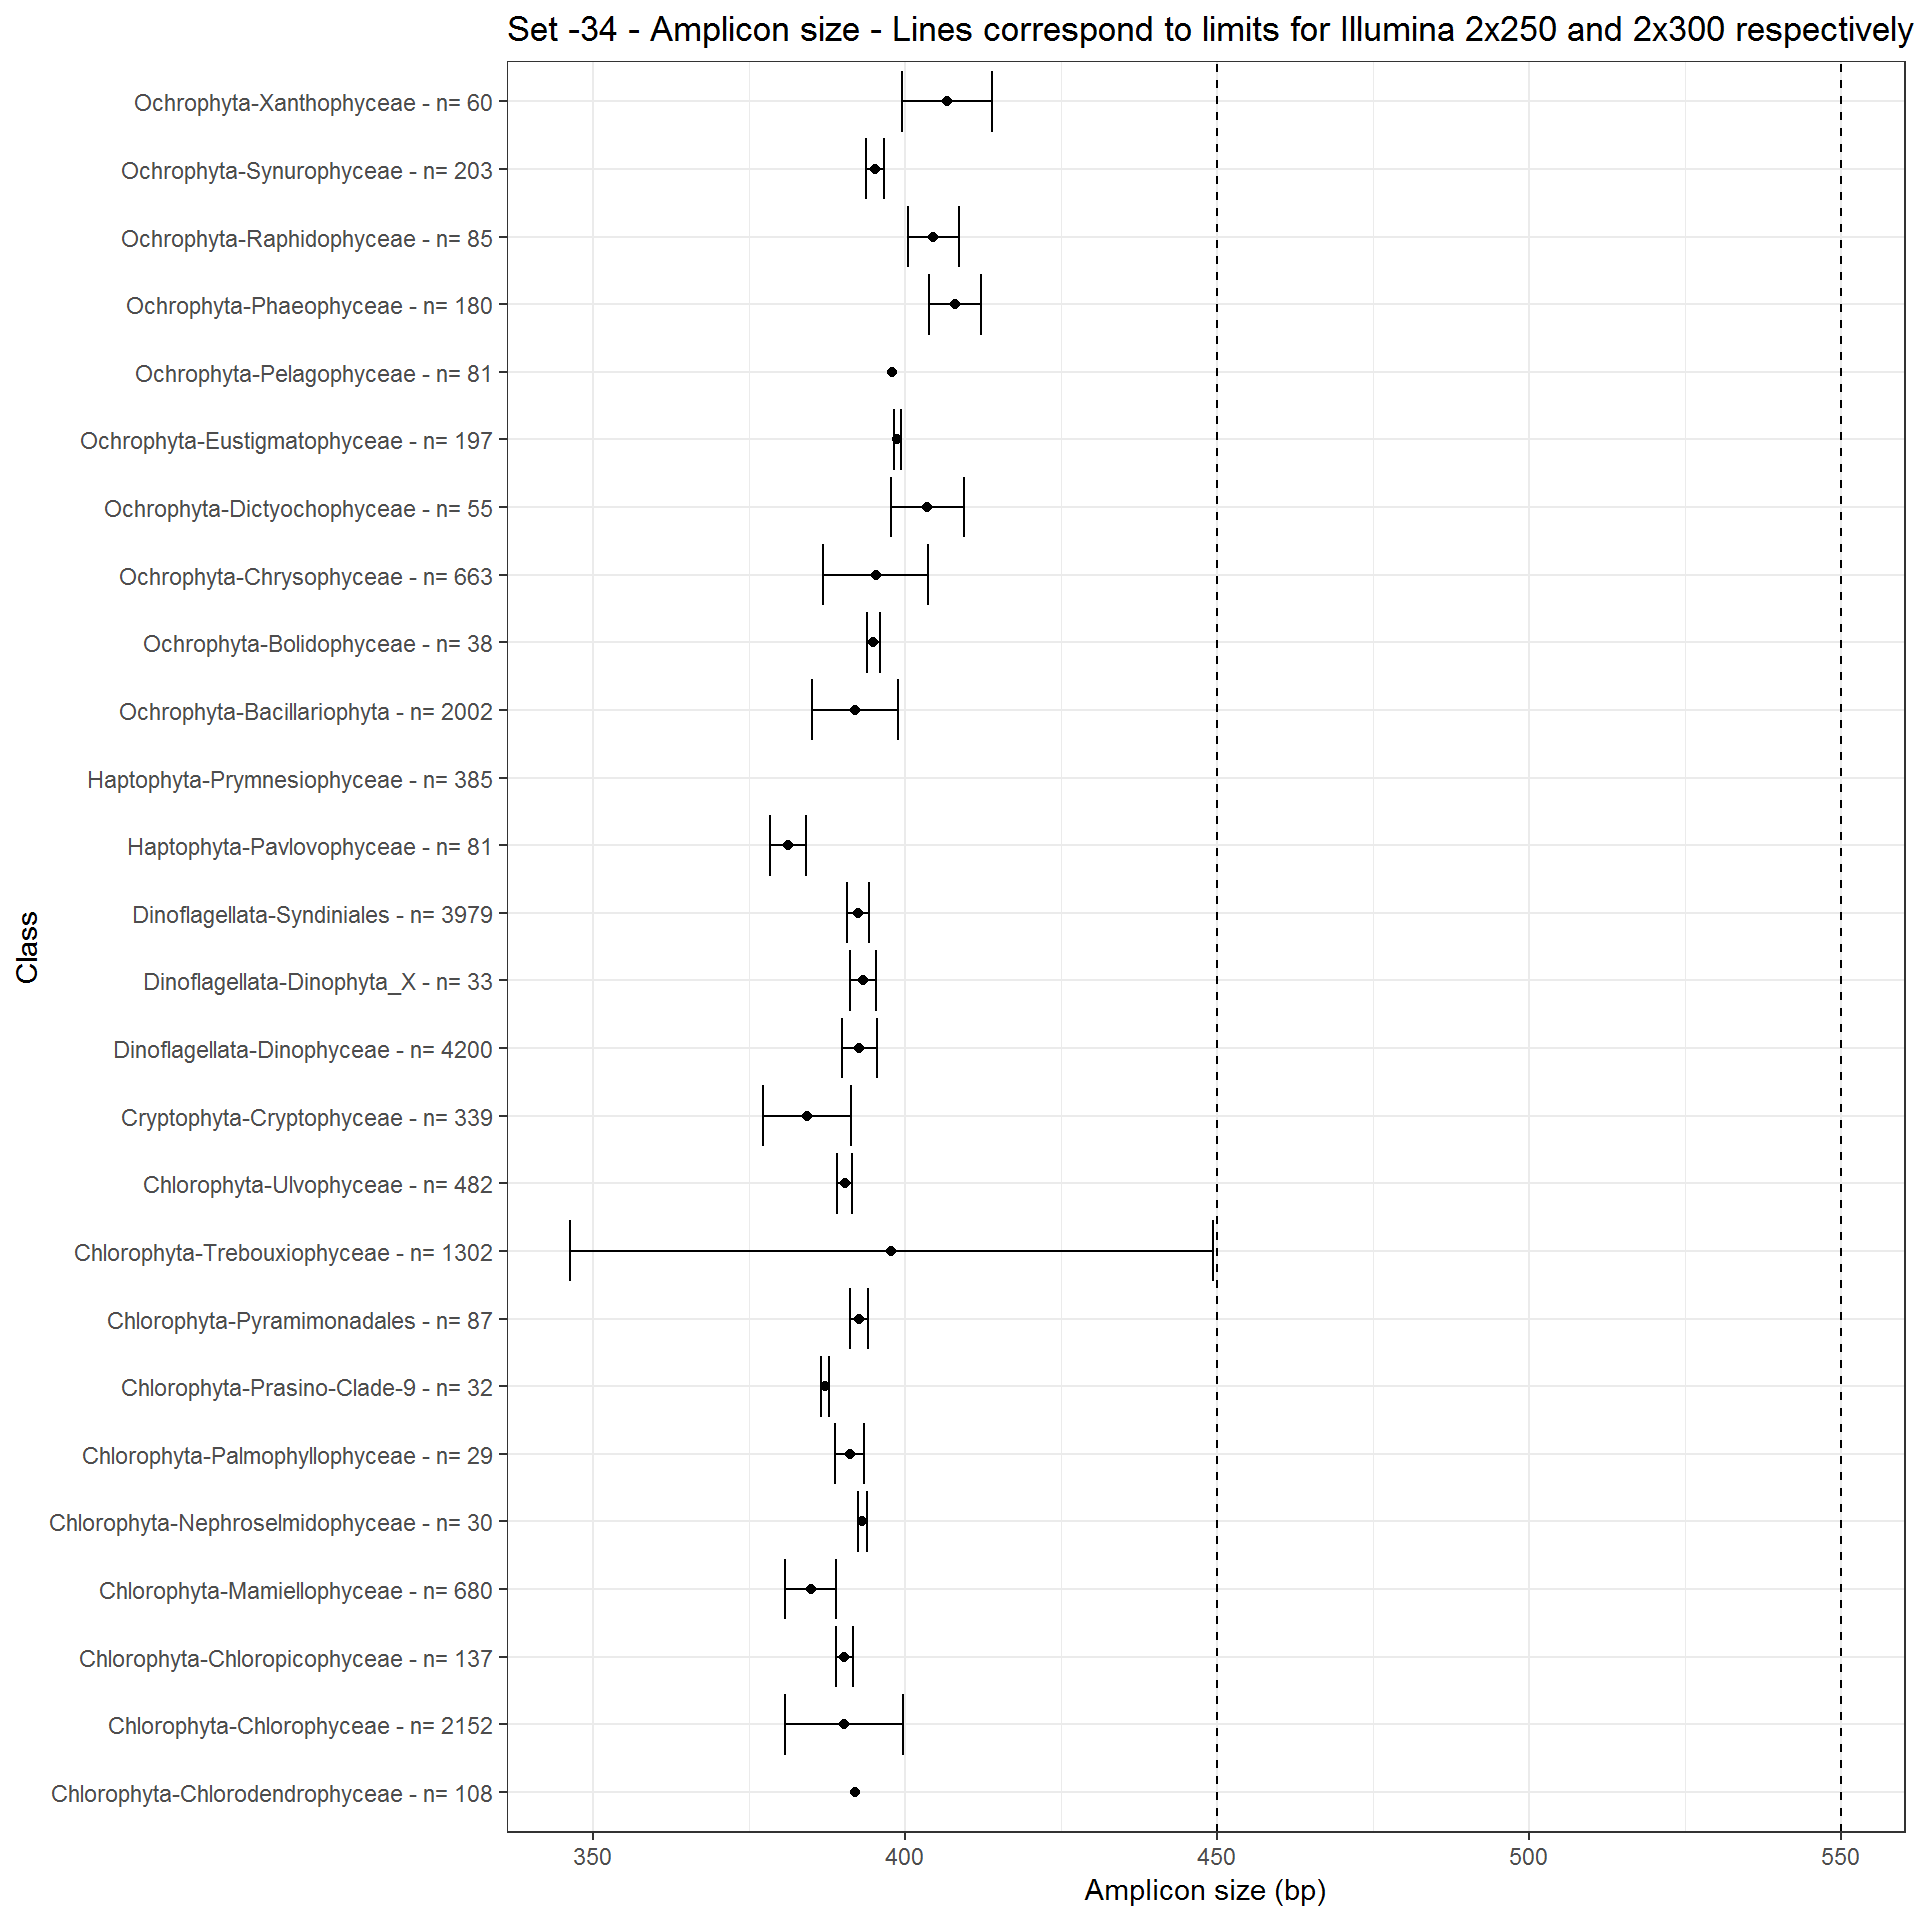 Set -34 - Amplicon size - Lines correspond to limits for Illumina 2x250 and 2x300 respectively
Ochrophyta-Xanthophyceae - n= 60
Ochrophyta-Synurophyceae - n= 203
Ochrophyta-Raphidophyceae - n= 85
Ochrophyta-Phaeophyceae - n= 180
Ochrophyta-Pelagophyceae - n= 81
Ochrophyta-Eustigmatophyceae - n= 197
Ochrophyta-Dictyochophyceae - n= 55
Ochrophyta-Chrysophyceae - n= 663
Ochrophyta-Bolidophyceae - n= 38
Ochrophyta-Bacillariophyta - n= 2002
Haptophyta-Prymnesiophyceae - n= 385
Haptophyta-Pavlovophyceae - n= 81
Dinoflagellata-Syndiniales - n= 3979
Dinoflagellata-Dinophyta_X - n= 33
Dinoflagellata-Dinophyceae - n= 4200
Cryptophyta-Cryptophyceae - n= 339
Chlorophyta-Ulvophyceae - n= 482
Chlorophyta-Trebouxiophyceae - n= 1302
Chlorophyta-Pyramimonadales - n= 87
Chlorophyta-Prasino-Clade-9 - n= 32
Chlorophyta-Palmophyllophyceae - n= 29
Chlorophyta-Nephroselmidophyceae - n= 30
Chlorophyta-Mamiellophyceae - n= 680
Chlorophyta-Chloropicophyceae - n= 137
Chlorophyta-Chlorophyceae - n= 2152
Chlorophyta-Chlorodendrophyceae - n= 108
Class
350 400 450 500 550
Amplicon size (bp)